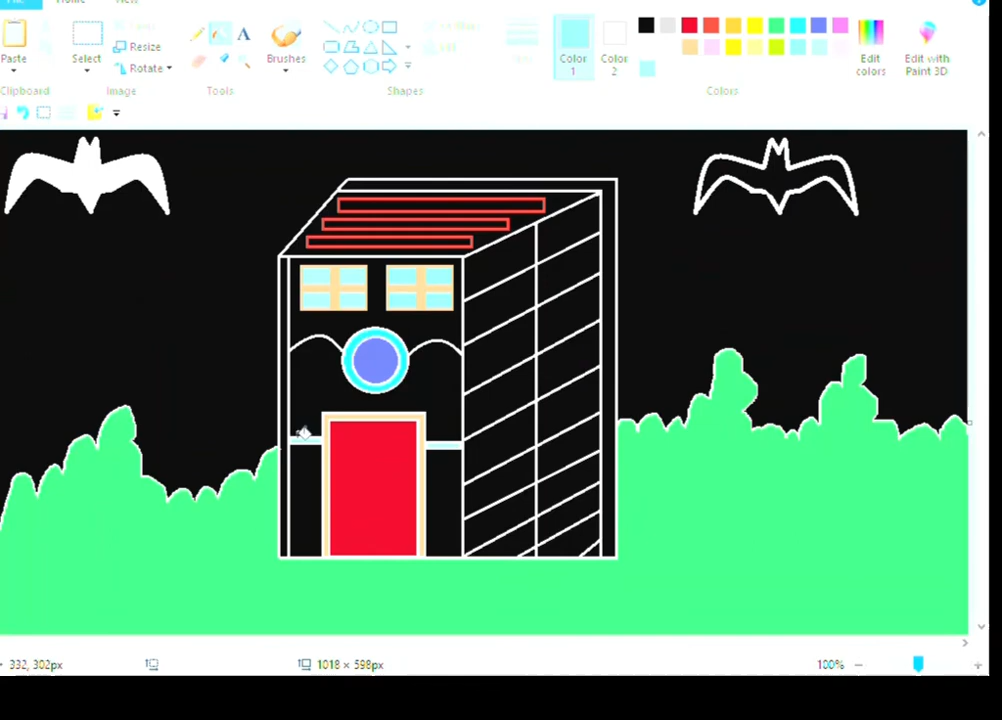 Home
Paste
Select
Resize
Rotate
A
Brushes
Color
1
Color
2
Edit
colors
Edit with
Paint 3D
Clipboard
Image
Tools
Shapes
Colors
332, 302px
1018 × 598px
100%